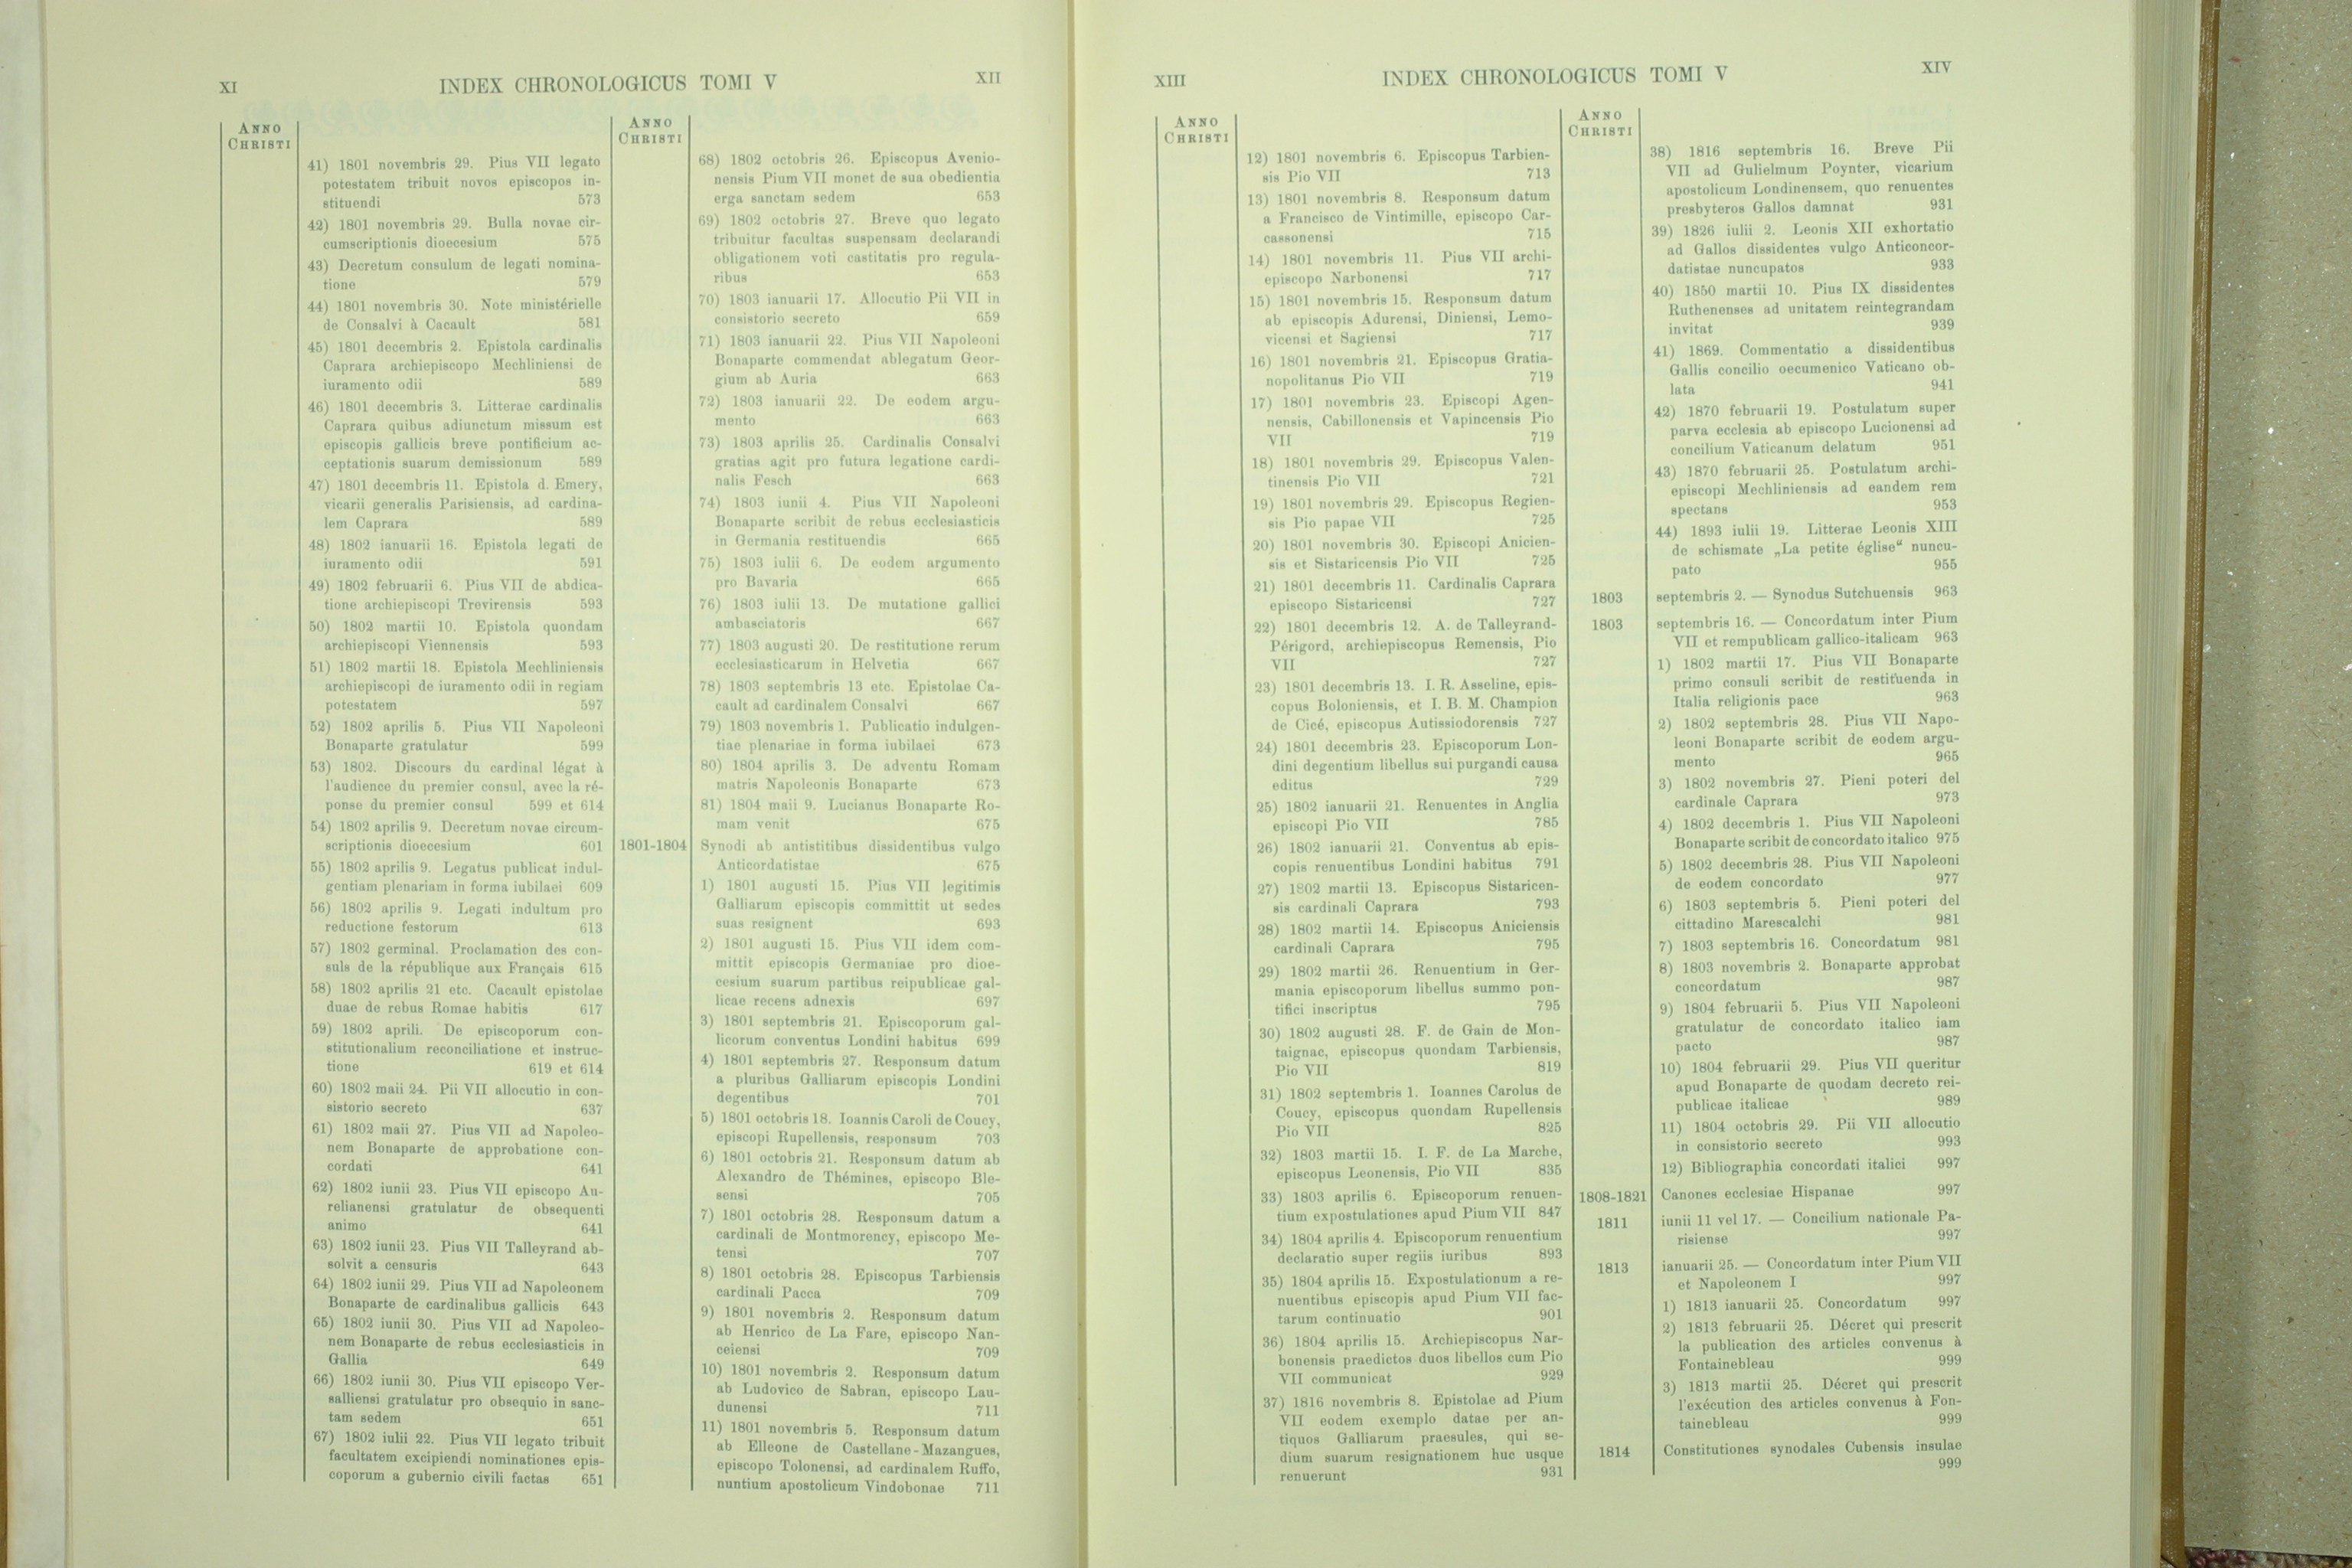 XI
INDEX CHRONOLOGICUS TOMI V
XII
ANNO
CHRISTI
41) 1801 novembris 29. Pius VII legato
potestatem tribuit novos episcopos in-
stituendi 573
42) 1801 novembris 29. Bulla novae cir-
cumscriptionis dioecesium 575
43) Decretum consulum de legati nomina-
tione 579
44) 1801 novembris 30. Note ministérielle
de Consalvi à Cacault 581
45) 1801 decembris 2. Epistola cardinalis
Caprara archiepiscopo Mechliniensi de
iuramento odii 589
46) 1801 decembris 3. Litterae cardinalis
Caprara quibus adiunctum missum est
episcopis gallicis breve pontificium ac-
ceptationis suarum demissionum 589
47) 1801 decembris 11. Epistola d. Emery,
vicarii generalis Parisiensis, ad cardina-
lem Caprara 589
48) 1802 ianuarii 16. Epistola legati de
iuramento odii 591
49) 1802 februarii 6. Pius VII de abdica-
tione archiepiscopi Trevirensis 593
50) 1802 martii 10. Epistola quondam
archiepiscopi Viennensis 593
51) 1802 martii 18. Epistola Mechliniensis
archiepiscopi de iuramento odii in regiam
potestatem 597
52) 1802 aprilis 5. Pius VII Napoleoni
Bonaparte gratulatur 599
53) 1802. Discours du cardinal légat à
l'audience du premier consul, avec la ré-
ponse du premier consul 599 et 614
54) 1802 aprilis 9. Decretum novae circum-
scriptionis dioecesium 601
55) 1802 aprilis 9. Legatus publicat indul-
gentiam plenariam in forma iubilaei 609
56) 1802 aprilis 9. Legati indultum pro
reductione festorum 613
57) 1802 germinal. Proclamation des con-
suls de la république aux Français 615
58) 1802 aprilis 21 etc. Cacault epistolae
duae de rebus Romae habitis 617
59) 1802 aprili. De episcoporum con-
stitutionalium reconciliatione et instruc-
tione 619 et 614
60) 1802 maii 24. Pii VII allocutio in con-
sistorio secreto 637
61) 1802 maii 27. Pius VII ad Napoleo-
nem Bonaparte de approbatione con-
cordati 641
62) 1802 iunii 23. Pius VII episcopo Au-
relianensi gratulatur de obsequenti
animo 641
63) 1802 iunii 23. Pius VII Talleyrand ab-
solvit a censuris 643
64) 1802 iunii 29. Pius VII ad Napoleonem
Bonaparte de cardinalibus gallicis 643
65) 1802 iunii 30. Pius VII ad Napoleo-
nem Bonaparte de rebus ecclesiasticis in
Gallia 649
66) 1802 iunii 30. Pius VII episcopo Ver-
salliensi gratulatur pro obsequio in sanc-
tam sedem 651
67) 1802 iulii 22. Pius VII legato tribuit
facultatem excipiendi nominationes epis-
coporum a gubernio civili factas 651
ANNO
CHRISTI
68) 1802 octobris 26. Episcopus Avenio-
nensis Pium VII monet de sua obedientia
erga sanctam sedem 653
69) 1802 octobris 27. Breve quo legato
tribuitur facultas suspensam declarandi
obligationem voti castitatis pro regula-
ribus 653
70) 1803 ianuarii 17. Allocutio Pii VII in
consistorio secreto 659
71) 1803 ianuarii 22. Pius VII Napoleoni
Bonaparte commendat ablegatum Geor-
gium ab Auria 663
72) 1803 ianuarii 22. De eodem argu-
mento 663
73) 1803 aprilis 25. Cardinalis Consalvi
gratias agit pro futura legatione cardi-
nalis Fesch 663
74) 1803 iunii 4. Pius VII Napoleoni
Bonaparte scribit de rebus ecclesiasticis
in Germania restituendis 665
75) 1803 iulii 6. De eodem argumento
pro Bavaria 665
76) 1803 iulii 13. De mutatione gallici
ambasciatoris 667
77) 1803 augusti 20. De restitutione rerum
ecclesiasticarum in Helvetia 667
78) 1803 septembris 13 etc. Epistolae Ca-
cault ad cardinalem Consalvi 667
79) 1803 novembris 1. Publicatio indulgen-
tiae plenariae in forma iubilaei 673
80) 1804 aprilis 3. De adventu Romam
matris Napoleonis Bonaparte 673
81) 1804 maii 9. Lucianus Bonaparte Ro-
mam venit 675
1801-1804 Synodi ab antistitibus dissidentibus vulgo
Anticordatistae 675
1) 1801 augusti 15. Pius VII legitimis
Galliarum episcopis committit ut sedes
suas resignent 693
2) 1801 augusti 15. Pius VII idem com-
mittit episcopis Germaniae pro dioe-
cesium suarum partibus reipublicae gal-
licae recens adnexis 697
3) 1801 septembris 21. Episcoporum gal-
licorum conventus Londini habitus 699
4) 1801 septembris 27. Responsum datum
a pluribus Galliarum episcopis Londini
degentibus 701
5) 1801 octobris 18. Ioannis Caroli de Coucy,
episcopi Rupellensis, responsum 703
6) 1801 octobris 21. Responsum datum ab
Alexandro de Thémines, episcopo Ble-
sensi 705
7) 1801 octobris 28. Responsum datum a
cardinali de Montmorency, episcopo Me-
tensi 707
8) 1801 octobris 28. Episcopus Tarbiensis
cardinali Pacca 709
9) 1801 novembris 2. Responsum datum
ab Henrico de La Fare, episcopo Nan-
ceiensi 709
10) 1801 novembris 2. Responsum datum
ab Ludovico de Sabran, episcopo Lau-
dunensi 711
11) 1801 novembris 5. Responsum datum
ab Elleone de Castellane-Mazangues,
episcopo Tolonensi, ad cardinalem Ruffo,
nuntium apostolicum Vindobonae 711
XIII
INDEX CHRONOLOGICUS TOMI V
XIV
ANNO
CHRISTI
12) 1801 novembris 6. Episcopus Tarbien-
sis Pio VII 713
13) 1801 novembris 8. Responsum datum
a Francisco de Vintimille, episcopo Car-
cassonensi 715
14) 1801 novembris 11. Pius VII archi-
episcopo Narbonensi 717
15) 1801 novembris 15. Responsum datum
ab episcopis Adurensi, Diniensi, Lemo-
vicensi et Sagiensi 717
16) 1801 novembris 21. Episcopus Gratia-
nopolitanus Pio VII 719
17) 1801 novembris 23. Episcopi Agen-
nensis, Cabillonensis et Vapincensis Pio
VII 719
18) 1801 novembris 29. Episcopus Valen-
tinensis Pio VII 721
19) 1801 novembris 29. Episcopus Regien-
sis Pio papae VII 725
20) 1801 novembris 30. Episcopi Anicien-
sis et Sistaricensis Pio VII 725
21) 1801 decembris 11. Cardinalis Caprara
episcopo Sistaricensi 727
22) 1801 decembris 12. A. de Talleyrand-
Périgord, archiepiscopus Remensis, Pio
VII 727
23) 1801 decembris 13. I. R. Asseline, epis-
copus Boloniensis, et I. B. M. Champion
de Cicé, episcopus Autissiodorensis 727
24) 1801 decembris 23. Episcoporum Lon-
dini degentium libellus sui purgandi causa
editus 729
25) 1802 ianuarii 21. Renuentes in Anglia
episcopi Pio VII 785
26) 1802 ianuarii 21. Conventus ab epis-
copis renuentibus Londini habitus 791
27) 1802 martii 13. Episcopus Sistaricen-
sis cardinali Caprara 793
28) 1802 martii 14. Episcopus Aniciensis
cardinali Caprara 795
29) 1802 martii 26. Renuentium in Ger-
mania episcoporum libellus summo pon-
tifici inscriptus 795
30) 1802 augusti 28. F. de Gain de Mon-
taignac, episcopus quondam Tarbiensis,
Pio VII 819
31) 1802 septembris 1. Ioannes Carolus de
Coucy, episcopus quondam Rupellensis
Pio VII 825
32) 1803 martii 15. I. F. de La Marche,
episcopus Leonensis, Pio VII 835
33) 1803 aprilis 6. Episcoporum renuen-
tium expostulationes apud Pium VII 847
34) 1804 aprilis 4. Episcoporum renuentium
declaratio super regiis iuribus 893
35) 1804 aprilis 15. Expostulationum a re-
nuentibus episcopis apud Pium VII fac-
tarum continuatio 901
36) 1804 aprilis 15. Archiepiscopus Nar-
bonensis praedictos duos libellos cum Pio
VII communicat 929
37) 1816 novembris 8. Epistolae ad Pium
VII eodem exemplo datae per an-
tiquos Galliarum praesules, qui se-
dium suarum resignationem huc usque
renuerunt 931
ANNO
CHRISTI
38) 1816 septembris 16. Breve Pii
VII ad Gulielmum Poynter, vicarium
apostolicum Londinensem, quo renuentes
presbyteros Gallos damnat 931
39) 1826 iulii 2. Leonis XII exhortatio
ad Gallos dissidentes vulgo Anticoncor-
datistae nuncupatos 933
40) 1850 martii 10. Pius IX dissidentes
Ruthenenses ad unitatem reintegrandam
invitat 939
41) 1869. Commentatio a dissidentibus
Gallis concilio oecumenico Vaticano ob-
lata 941
42) 1870 februarii 19. Postulatum super
parva ecclesia ab episcopo Lucionensi ad
concilium Vaticanum delatum 951
43) 1870 februarii 25. Postulatum archi-
episcopi Mechliniensis ad eandem rem
spectans 953
44) 1893 iulii 19. Litterae Leonis XIII
de schismate „La petite église“ nuncu-
pato 955
1803 septembris 2. — Synodus Sutchuensis 963
1803 septembris 16. — Concordatum inter Pium
VII et rempublicam gallico-italicam 963
1) 1802 martii 17. Pius VII Bonaparte
primo consuli scribit de restituenda in
Italia religionis pace 963
2) 1802 septembris 28. Pius VII Napo-
leoni Bonaparte scribit de eodem argu-
mento 965
3) 1802 novembris 27. Pieni poteri del
cardinale Caprara 973
4) 1802 decembris 1. Pius VII Napoleoni
Bonaparte scribit de concordato italico 975
5) 1802 decembris 28. Pius VII Napoleoni
de eodem concordato 977
6) 1803 septembris 5. Pieni poteri del
cittadino Marescalchi 981
7) 1803 septembris 16. Concordatum 981
8) 1803 novembris 2. Bonaparte approbat
concordatum 987
9) 1804 februarii 5. Pius VII Napoleoni
gratulatur de concordato italico iam
pacto 987
10) 1804 februarii 29. Pius VII queritur
apud Bonaparte de quodam decreto rei-
publicae italicae 989
11) 1804 octobris 29. Pii VII allocutio
in consistorio secreto 993
12) Bibliographia concordati italici 997
1808-1821 Canones ecclesiae Hispanae 997
1811 iunii 11 vel 17. — Concilium nationale Pa-
risiense 997
1813 ianuarii 25. — Concordatum inter Pium VII
et Napoleonem I 997
1) 1813 ianuarii 25. Concordatum 997
2) 1813 februarii 25. Décret qui prescrit
la publication des articles convenus à
Fontainebleau 999
3) 1813 martii 25. Décret qui prescrit
l'exécution des articles convenus à Fon-
tainebleau 999
1814 Constitutiones synodales Cubensis insulae
999